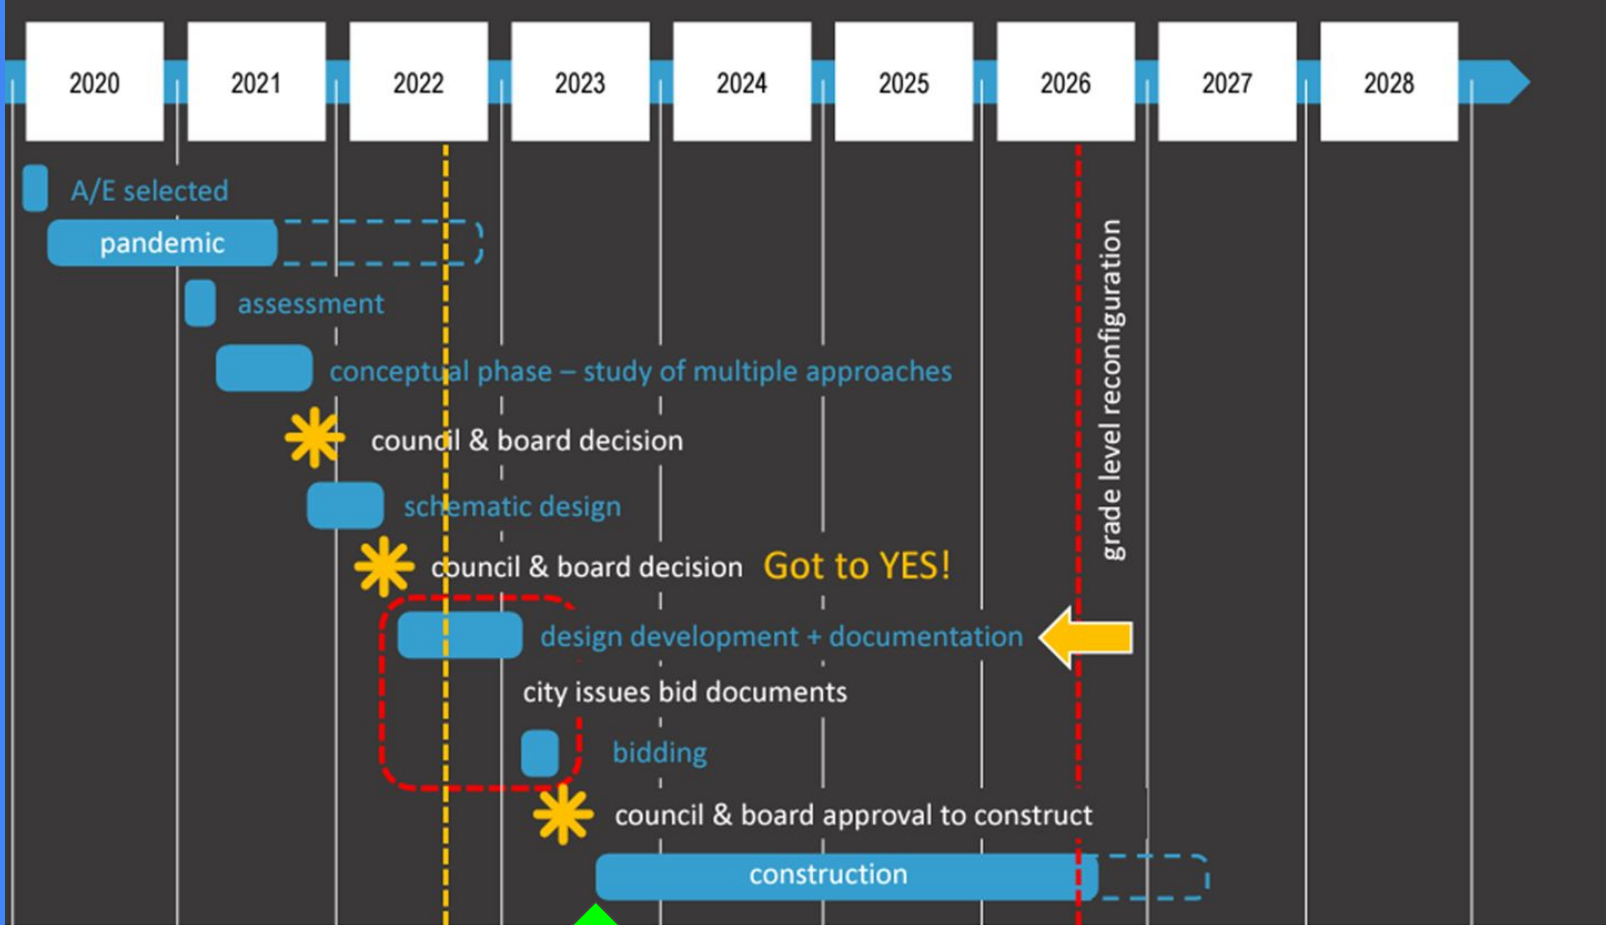 2020
2021
2022
2023
2024
2025
2026
2027
2028
A/E selected
pandemic
assessment
conceptual phase – study of multiple approaches
council & board decision
schematic design
council & board decision Got to YES!
design development + documentation
city issues bid documents
bidding
council & board approval to construct
construction
grade level reconfiguration